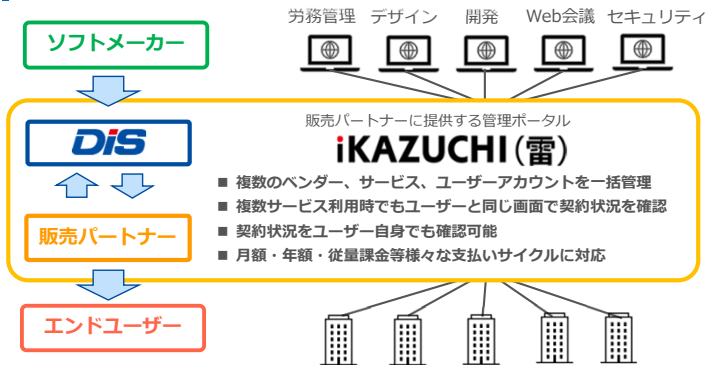 労務管理 デザイン 開発 Web会議 セキュリティ
ソフトメーカー
DiS
販売パートナー
エンドユーザー
販売パートナーに提供する管理ポータル
iKAZUCHI(雷)
■ 複数のベンダー、サービス、ユーザーアカウントを一括管理
■ 複数サービス利用時でもユーザーと同じ画面で契約状況を確認
■ 契約状況をユーザー自身でも確認可能
■ 月額・年額・従量課金等様々な支払いサイクルに対応